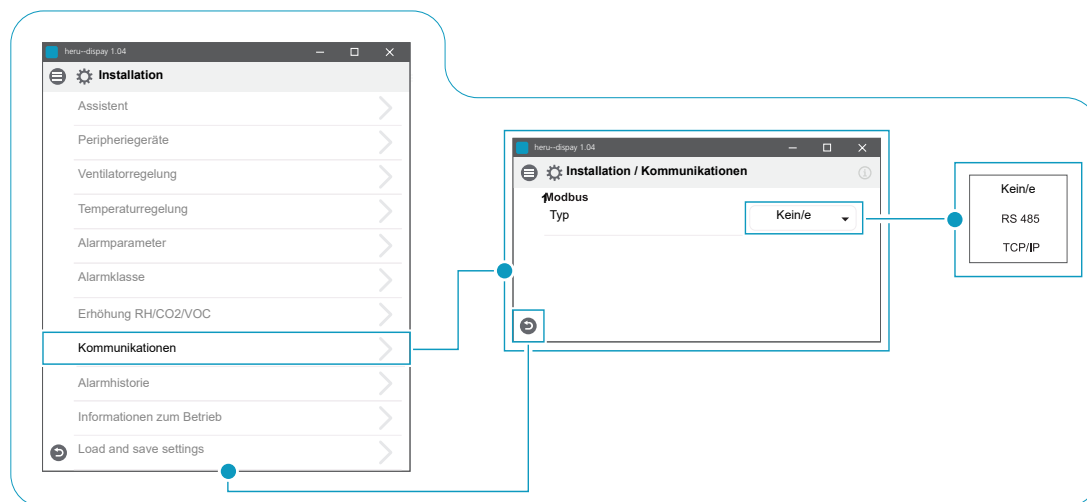 heru--dispay 1.04
Installation
Assistent
Peripheriegeräte
Ventilatorregelung
Temperaturregelung
Alarmparameter
Alarmklasse
Erhöhung RH/CO2/VOC
Kommunikationen
Alarmhistorie
Informationen zum Betrieb
Load and save settings
heru--dispay 1.04
Installation / Kommunikationen
Modbus
Typ Kein/e
Kein/e
RS 485
TCP/IP